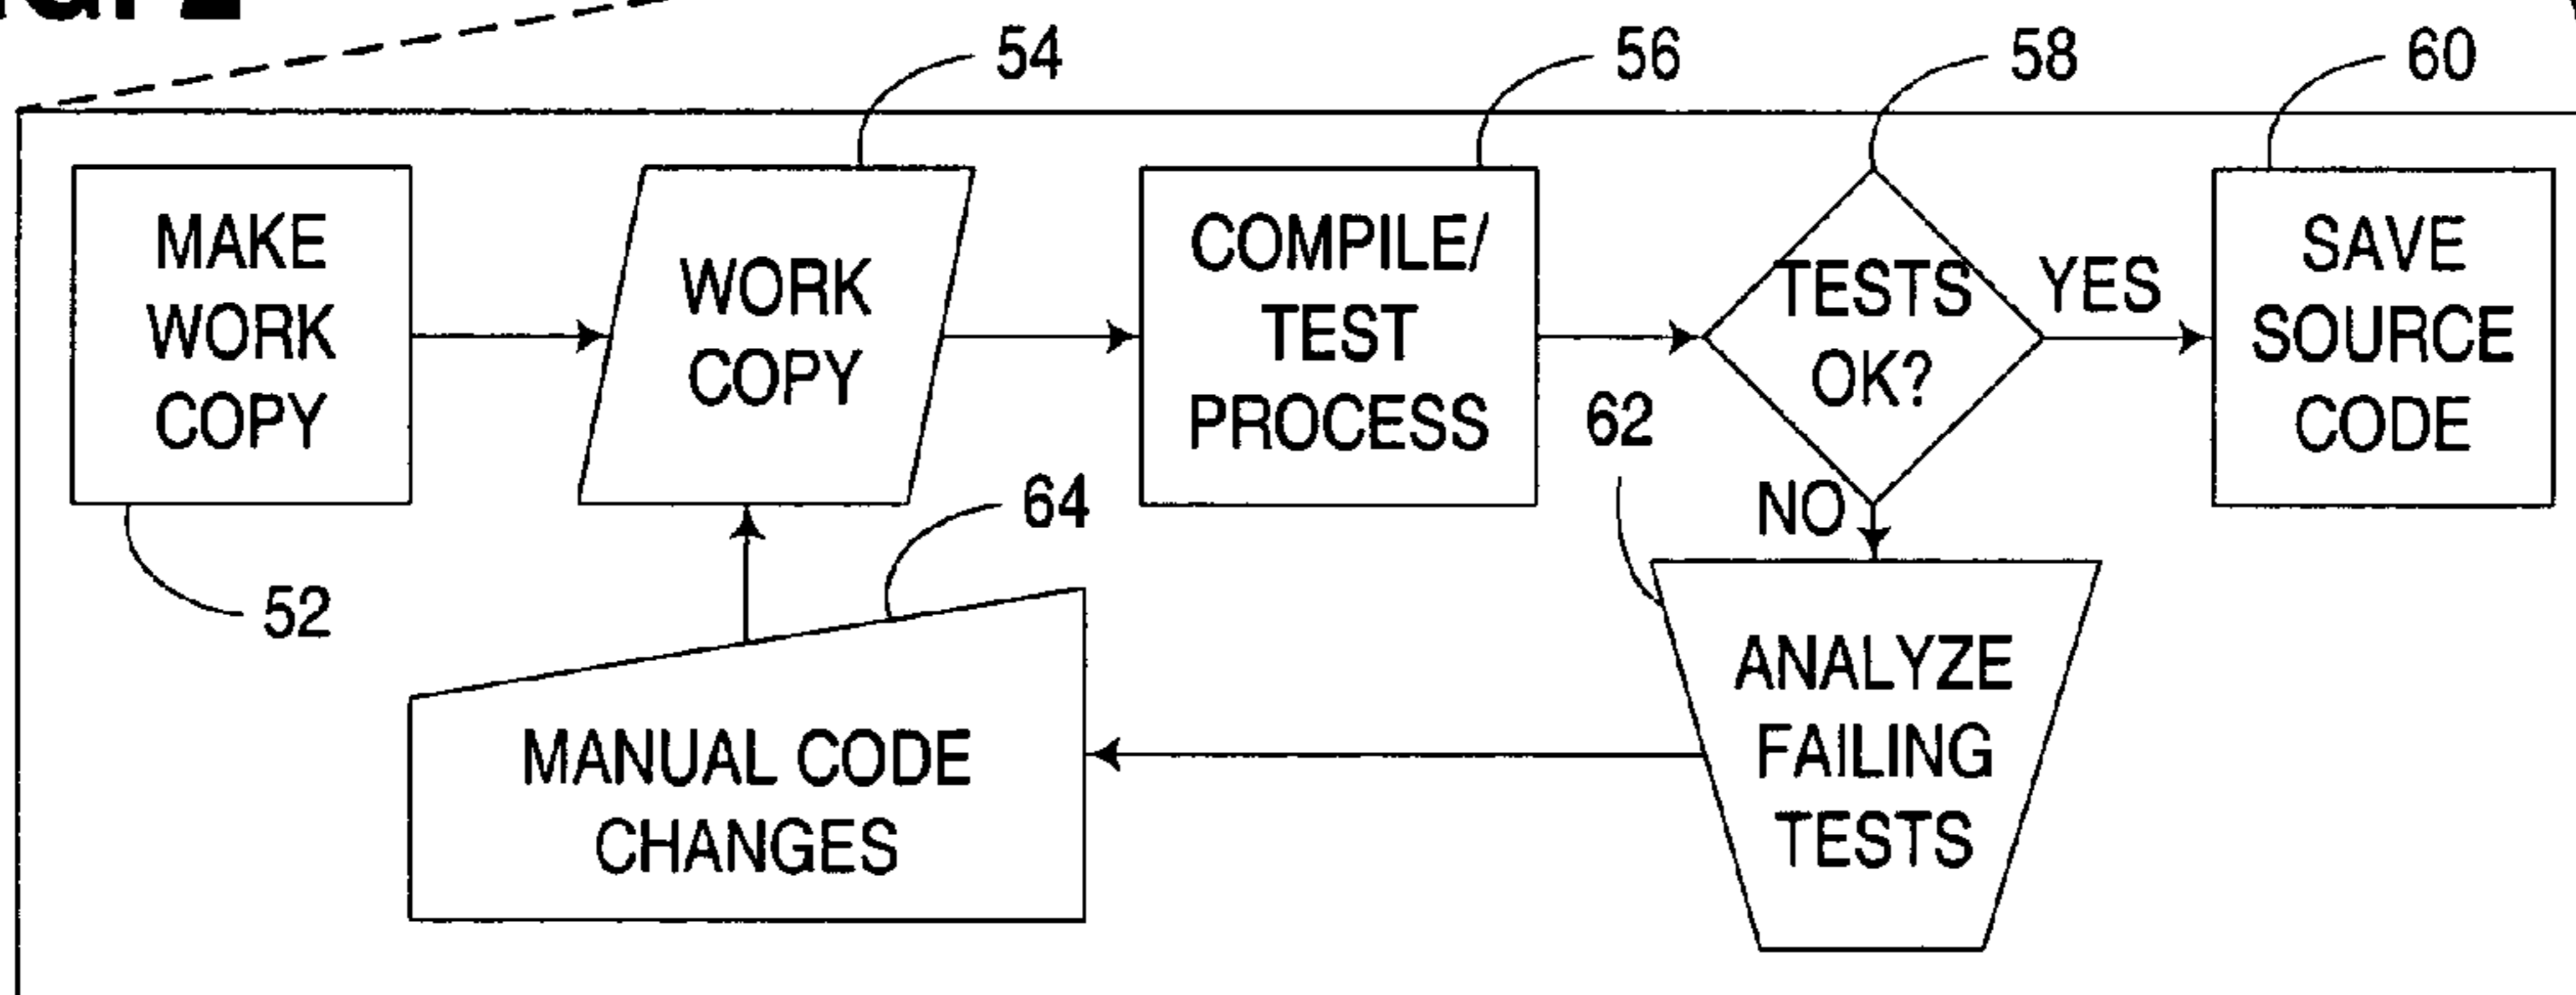 54
56
58
60
MAKE
WORK
COPY
WORK
COPY
COMPILE/
TEST
PROCESS
TESTS
OK?
YES
SAVE
SOURCE
CODE
62
NO
64
52
ANALYZE
FAILING
TESTS
MANUAL CODE
CHANGES